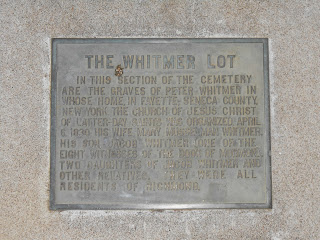 THE WHITMER LOT
IN THIS SECTION OF THE CEMETERY
ARE THE GRAVES OF PETER WHITMER IN
WHOSE HOME, IN FAYETTE, SENECA COUNTY,
NEW YORK THE CHURCH OF JESUS CHRIST
OF LATTER-DAY SAINTS WAS ORGANIZED APRIL
6, 1830, HIS WIFE, MARY MUSSELMAN WHITMER,
HIS SON, JACOB WHITMER (ONE OF THE
EIGHT WITNESSES OF THE BOOK OF MORMON,
TWO DAUGHTERS OF JACOB WHITMER AND
OTHER RELATIVES. THEY WERE ALL
RESIDENTS OF RICHMOND.